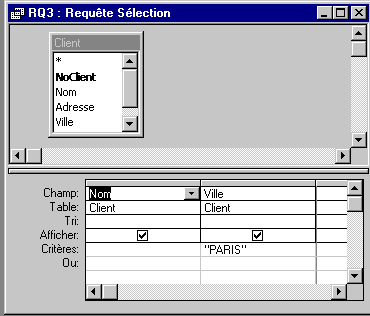 RQ3 : Requête Sélection
Client
*
NoClient
Nom
Adresse
Ville
Champ: Nom Ville
Table: Client Client
Tri:
Afficher:
Critères: "PARIS"
Ou: